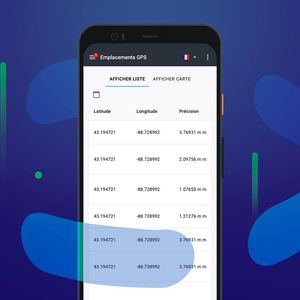 Emplacements GPS
AFFICHER LISTE AFFICHER CARTE
Latitude Longitude Précision
43.194721 -88.728992 3.76931 m m
43.194721 -88.728992 2.09756 m m
43.194721 -88.728992 1.07650 m m
43.194721 -88.728992 1.21276 m m
43.194721 -88.728992 3.76931 m m
43.194721 -88.728992 3.76931 m m